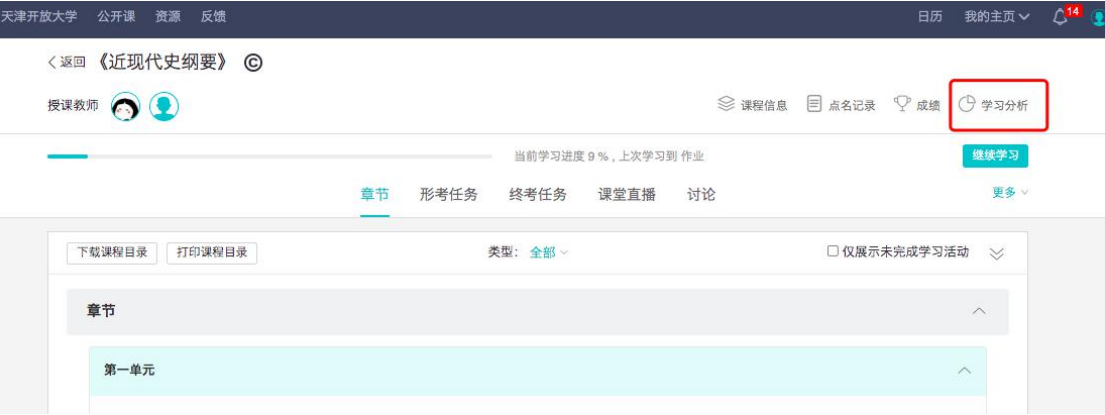 天津开放大学 公开课 资源 反馈 日历 我的主页 14
返回 《近现代史纲要》 ©
授课教师 课程信息 点名记录 成绩 学习分析
当前学习进度 9 % , 上次学习到 作业 继续学习
章节 形考任务 终考任务 课堂直播 讨论 更多
下载课程目录 打印课程目录 类型: 全部 仅展示未完成学习活动
章节
第一单元